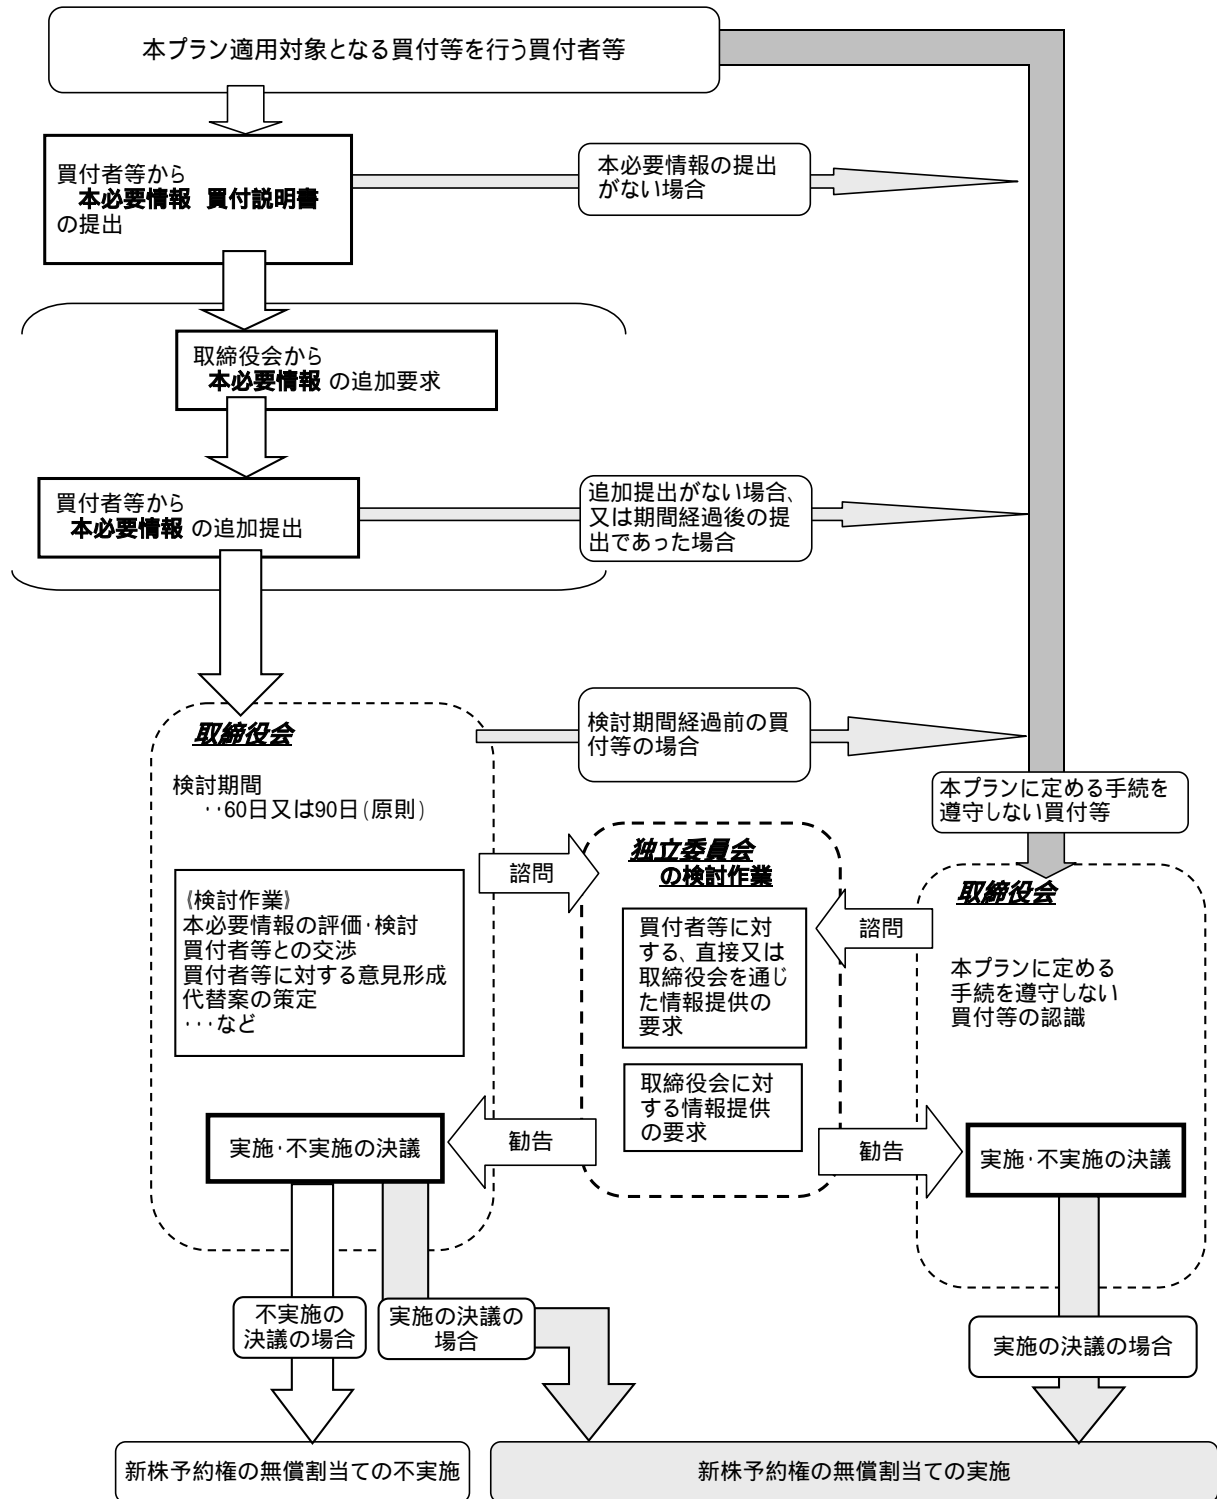 本プラン適用対象となる買付等を行う買付者等
買付者等から
本必要情報 買付説明書
の提出
本必要情報の提出
がない場合
取締役会から
本必要情報 の追加要求
買付者等から
本必要情報 の追加提出
追加提出がない場合、
又は期間経過後の提
出であった場合
取締役会
検討期間
‥60日又は90日(原則)
検討期間経過前の買
付等の場合
本プランに定める手続を
遵守しない買付等
諮問
独立委員会
の検討作業
《検討作業》
本必要情報の評価・検討
買付者等との交渉
買付者等に対する意見形成
代替案の策定
…など
買付者等に対
する、直接又は
取締役会を通じ
た情報提供の
要求
取締役会に対
する情報提供
の要求
諮問
取締役会
本プランに定める
手続を遵守しない
買付等の認識
実施・不実施の決議
勧告
勧告
実施・不実施の決議
不実施の
決議の場合
実施の決議の
場合
実施の決議の場合
新株予約権の無償割当ての不実施
新株予約権の無償割当ての実施